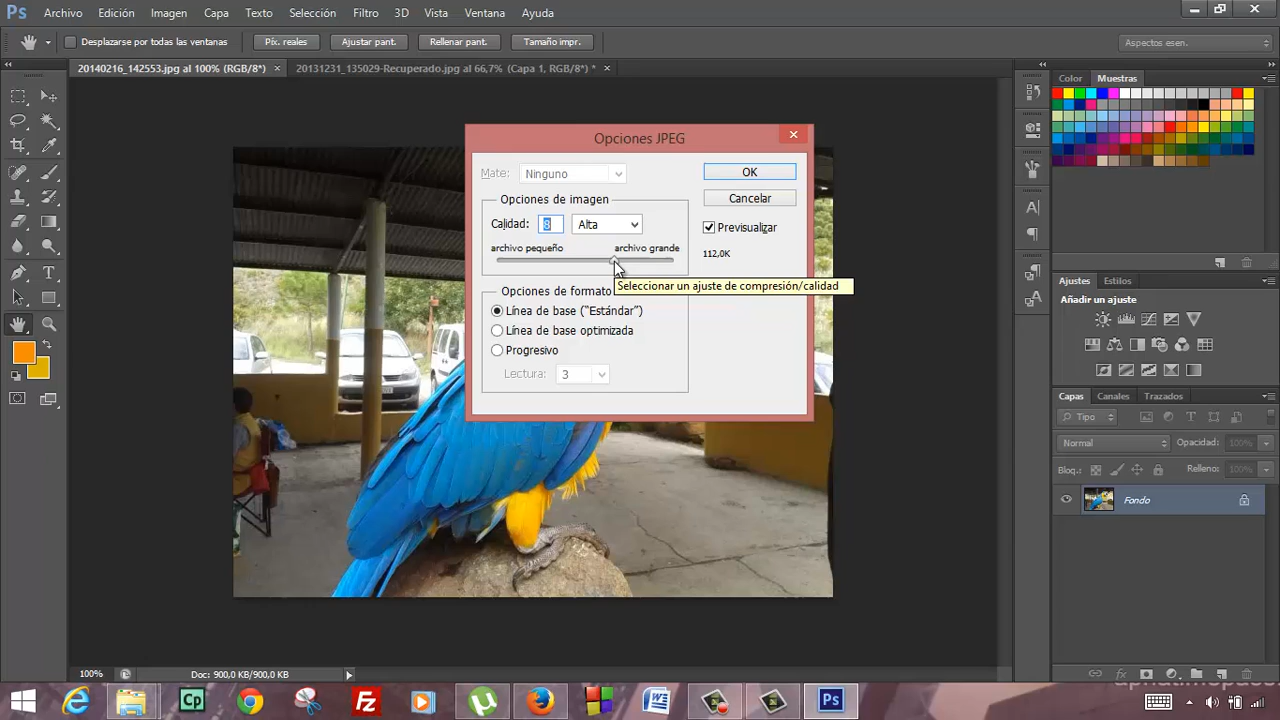 Ps Archivo Edición Imagen Capa Texto Selección Filtro 3D Vista Ventana Ayuda
Desplazarse por todas las ventanas Píx. reales Ajustar pant. Rellenar pant. Tamaño impr. Aspectos esen.
20140216_142553.jpg al 100% (RGB/8*) × 20131231_135029-Recuperado.jpg al 66,7% (Capa 1, RGB/8*) * ×
Color Muestras
Opciones JPEG
Mate: Ninguno OK
Opciones de imagen Cancelar
Calidad: 8 Alta Previsualizar
archivo pequeño archivo grande 112,0K
Seleccionar un ajuste de compresión/calidad
Opciones de formato
Línea de base ("Estándar")
Línea de base optimizada
Progresivo
Lectura: 3
Ajustes Estilos
Añadir un ajuste
Capas Canales Trazados
Tipo
Normal Opacidad: 100%
Bloq.: Relleno: 100%
Fondo
100% Doc: 900,0 KB/900,0 KB
Cp Fz W Ps